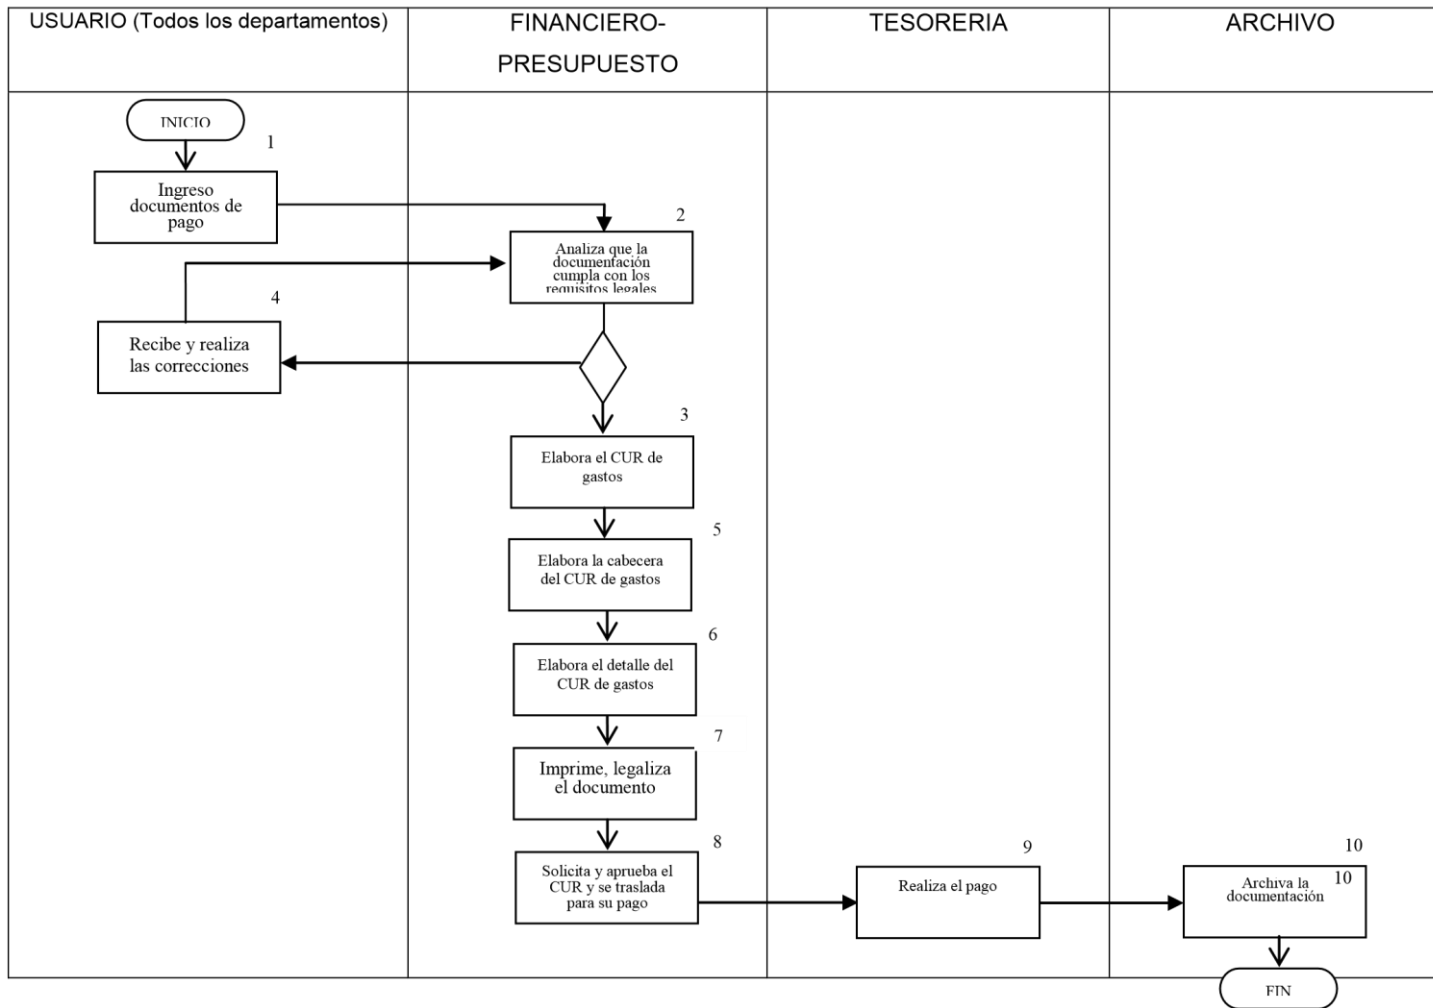 USUARIO (Todos los departamentos)
FINANCIERO-
PRESUPUESTO
TESORERIA
ARCHIVO
INICIO
1
Ingreso
documentos de
pago
2
Analiza que la
documentación
cumpla con los
requisitos legales
4
Recibe y realiza
las correcciones
3
Elabora el CUR de
gastos
5
Elabora la cabecera
del CUR de gastos
6
Elabora el detalle del
CUR de gastos
7
Imprime, legaliza
el documento
8
Solicita y aprueba el
CUR y se traslada
para su pago
9
Realiza el pago
10
10
Archiva la
documentación
FIN